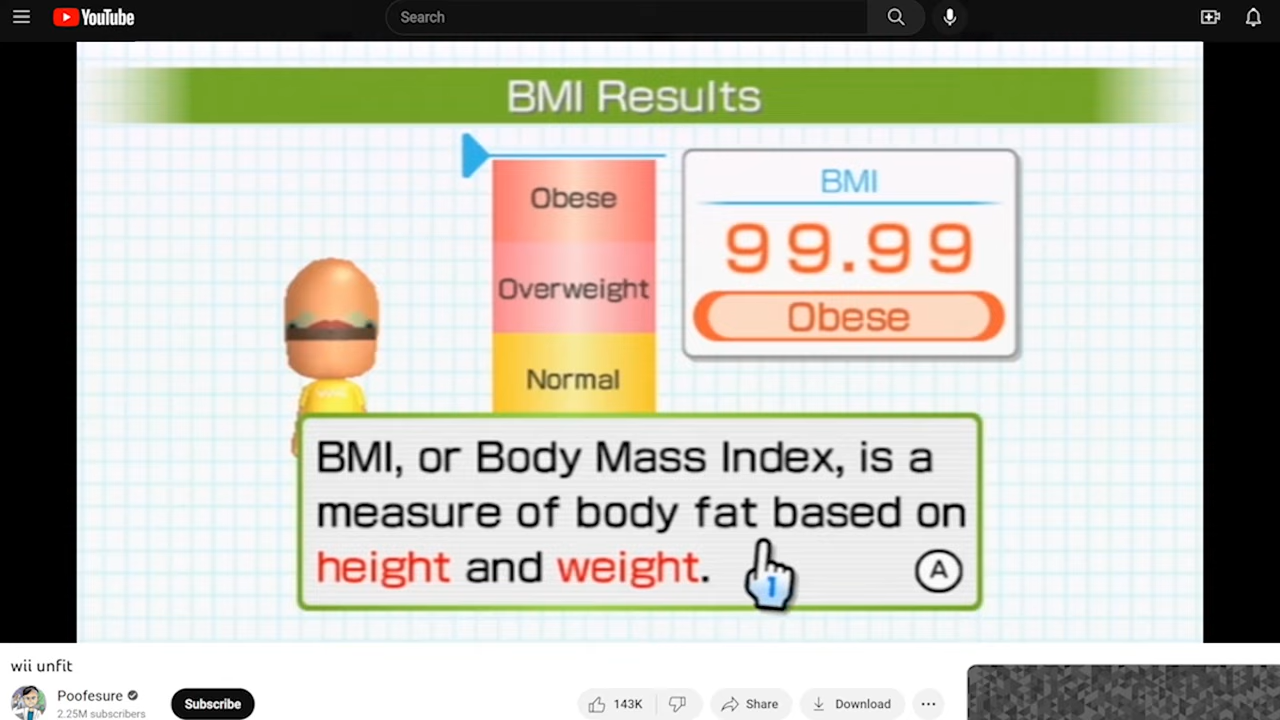 YouTube
Search
BMI Results
Obese
Overweight
Normal
BMI
99.99
Obese
BMI, or Body Mass Index, is a
measure of body fat based on
height and weight.
A
1
wii unfit
Poofesure
2.25M subscribers
Subscribe
143K
Share
Download